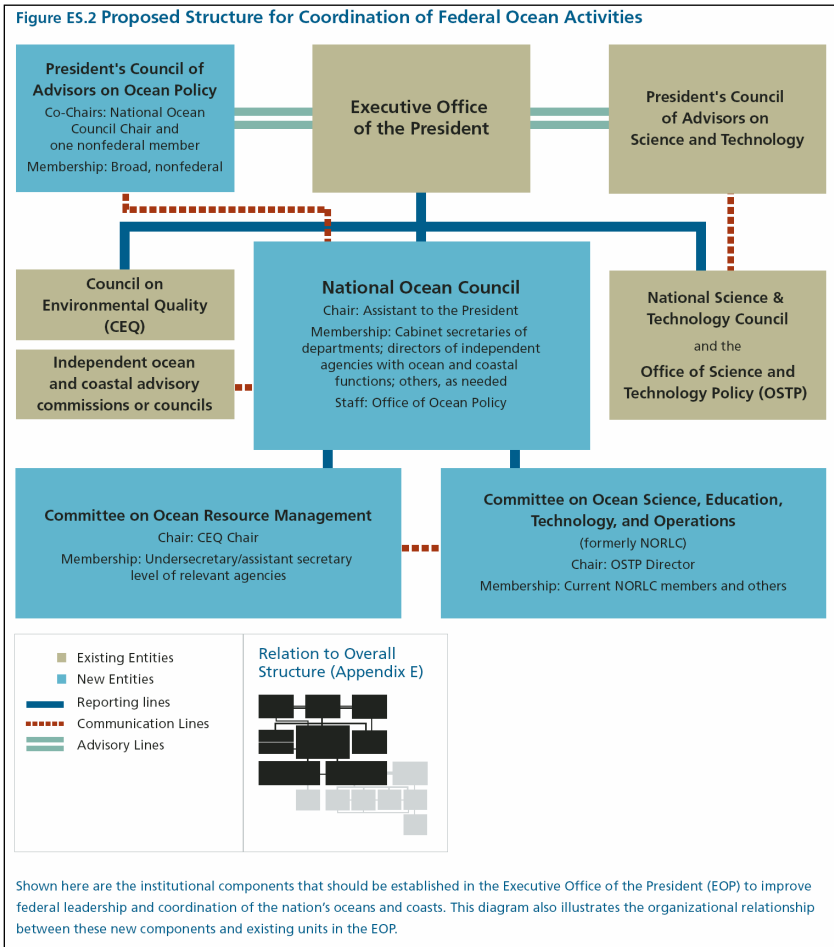 Figure ES.2 Proposed Structure for Coordination of Federal Ocean Activities
President's Council of
Advisors on Ocean Policy
Co-Chairs: National Ocean
Council Chair and
one nonfederal member
Membership: Broad, nonfederal
Executive Office
of the President
President's Council
of Advisors on
Science and Technology
Council on
Environmental Quality
(CEQ)
Independent ocean
and coastal advisory
commissions or councils
National Ocean Council
Chair: Assistant to the President
Membership: Cabinet secretaries of
departments; directors of independent
agencies with ocean and coastal
functions; others, as needed
Staff: Office of Ocean Policy
National Science &
Technology Council
and the
Office of Science and
Technology Policy (OSTP)
Committee on Ocean Resource Management
Chair: CEQ Chair
Membership: Undersecretary/assistant secretary
level of relevant agencies
Committee on Ocean Science, Education,
Technology, and Operations
(formerly NORLC)
Chair: OSTP Director
Membership: Current NORLC members and others
Existing Entities
New Entities
Reporting lines
Communication Lines
Advisory Lines
Relation to Overall
Structure (Appendix E)
Shown here are the institutional components that should be established in the Executive Office of the President (EOP) to improve
federal leadership and coordination of the nation's oceans and coasts. This diagram also illustrates the organizational relationship
between these new components and existing units in the EOP.